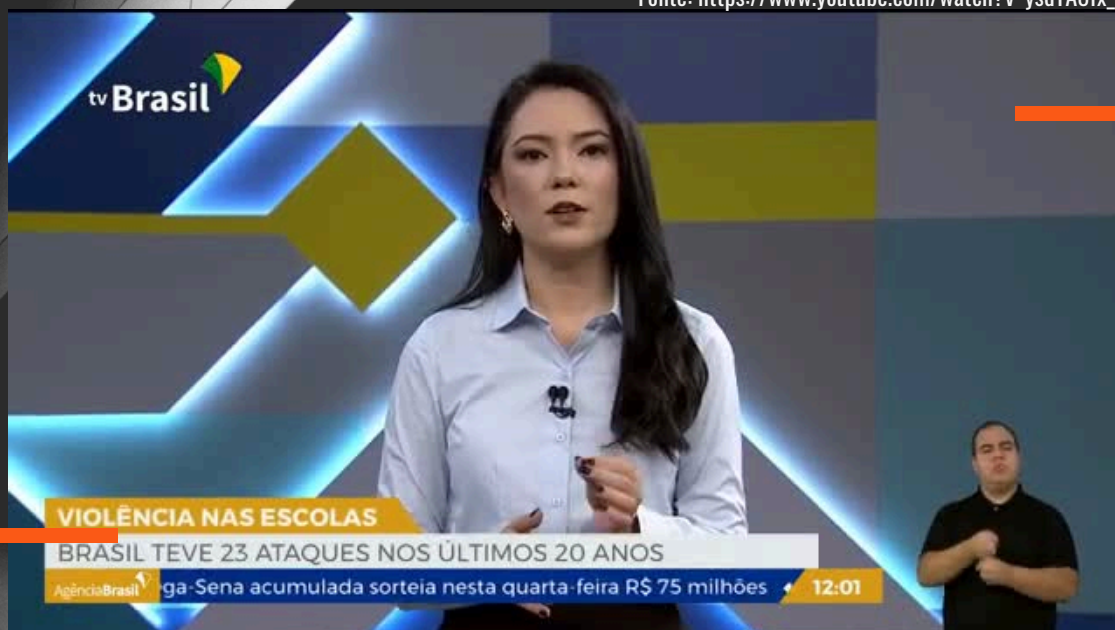 tv Brasil
VIOLÊNCIA NAS ESCOLAS
BRASIL TEVE 23 ATAQUES NOS ÚLTIMOS 20 ANOS
AgênciaBrasil ga-Sena acumulada sorteia nesta quarta-feira R$ 75 milhões 12:01